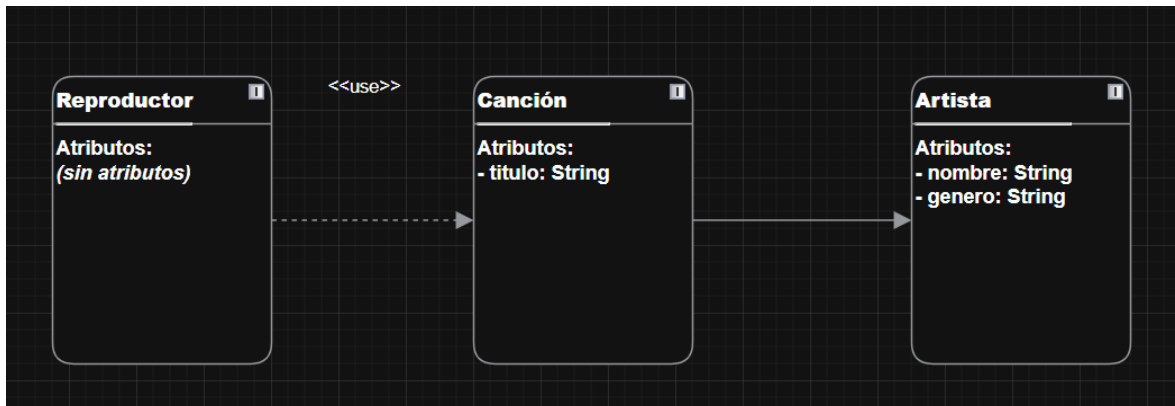 Reproductor
Atributos:
(sin atributos)
<<use>>
Canción
Atributos:
- titulo: String
Artista
Atributos:
- nombre: String
- genero: String